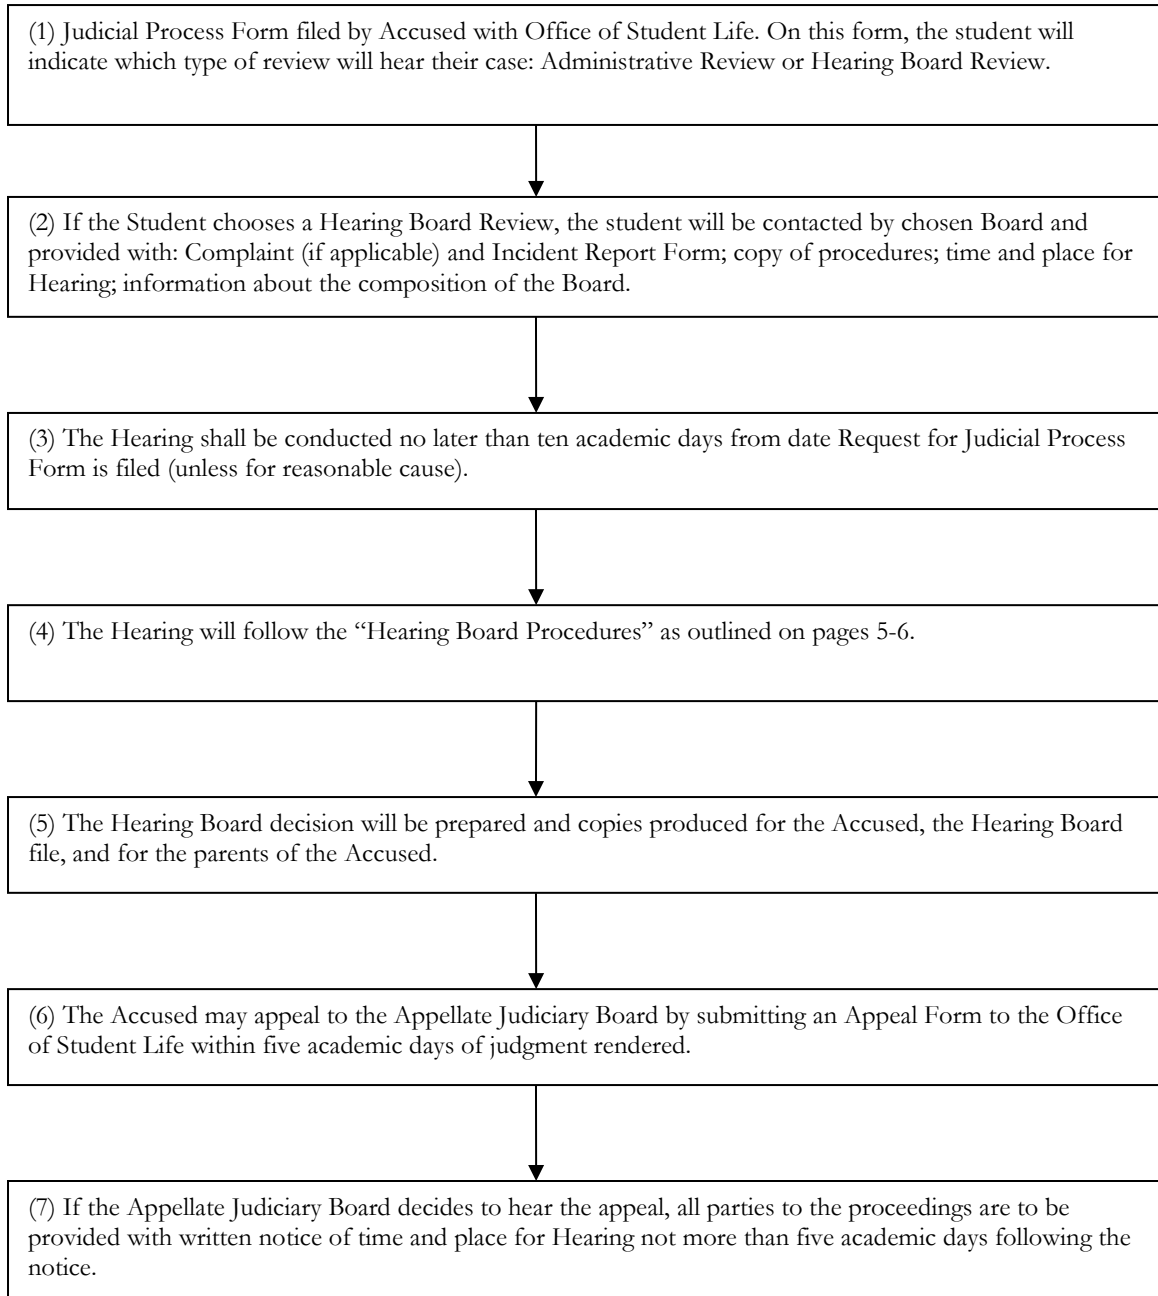 (1) Judicial Process Form filed by Accused with Office of Student Life. On this form, the student will
indicate which type of review will hear their case: Administrative Review or Hearing Board Review.
(2) If the Student chooses a Hearing Board Review, the student will be contacted by chosen Board and
provided with: Complaint (if applicable) and Incident Report Form; copy of procedures; time and place for
Hearing; information about the composition of the Board.
(3) The Hearing shall be conducted no later than ten academic days from date Request for Judicial Process
Form is filed (unless for reasonable cause).
(4) The Hearing will follow the “Hearing Board Procedures” as outlined on pages 5-6.
(5) The Hearing Board decision will be prepared and copies produced for the Accused, the Hearing Board
file, and for the parents of the Accused.
(6) The Accused may appeal to the Appellate Judiciary Board by submitting an Appeal Form to the Office
of Student Life within five academic days of judgment rendered.
(7) If the Appellate Judiciary Board decides to hear the appeal, all parties to the proceedings are to be
provided with written notice of time and place for Hearing not more than five academic days following the
notice.